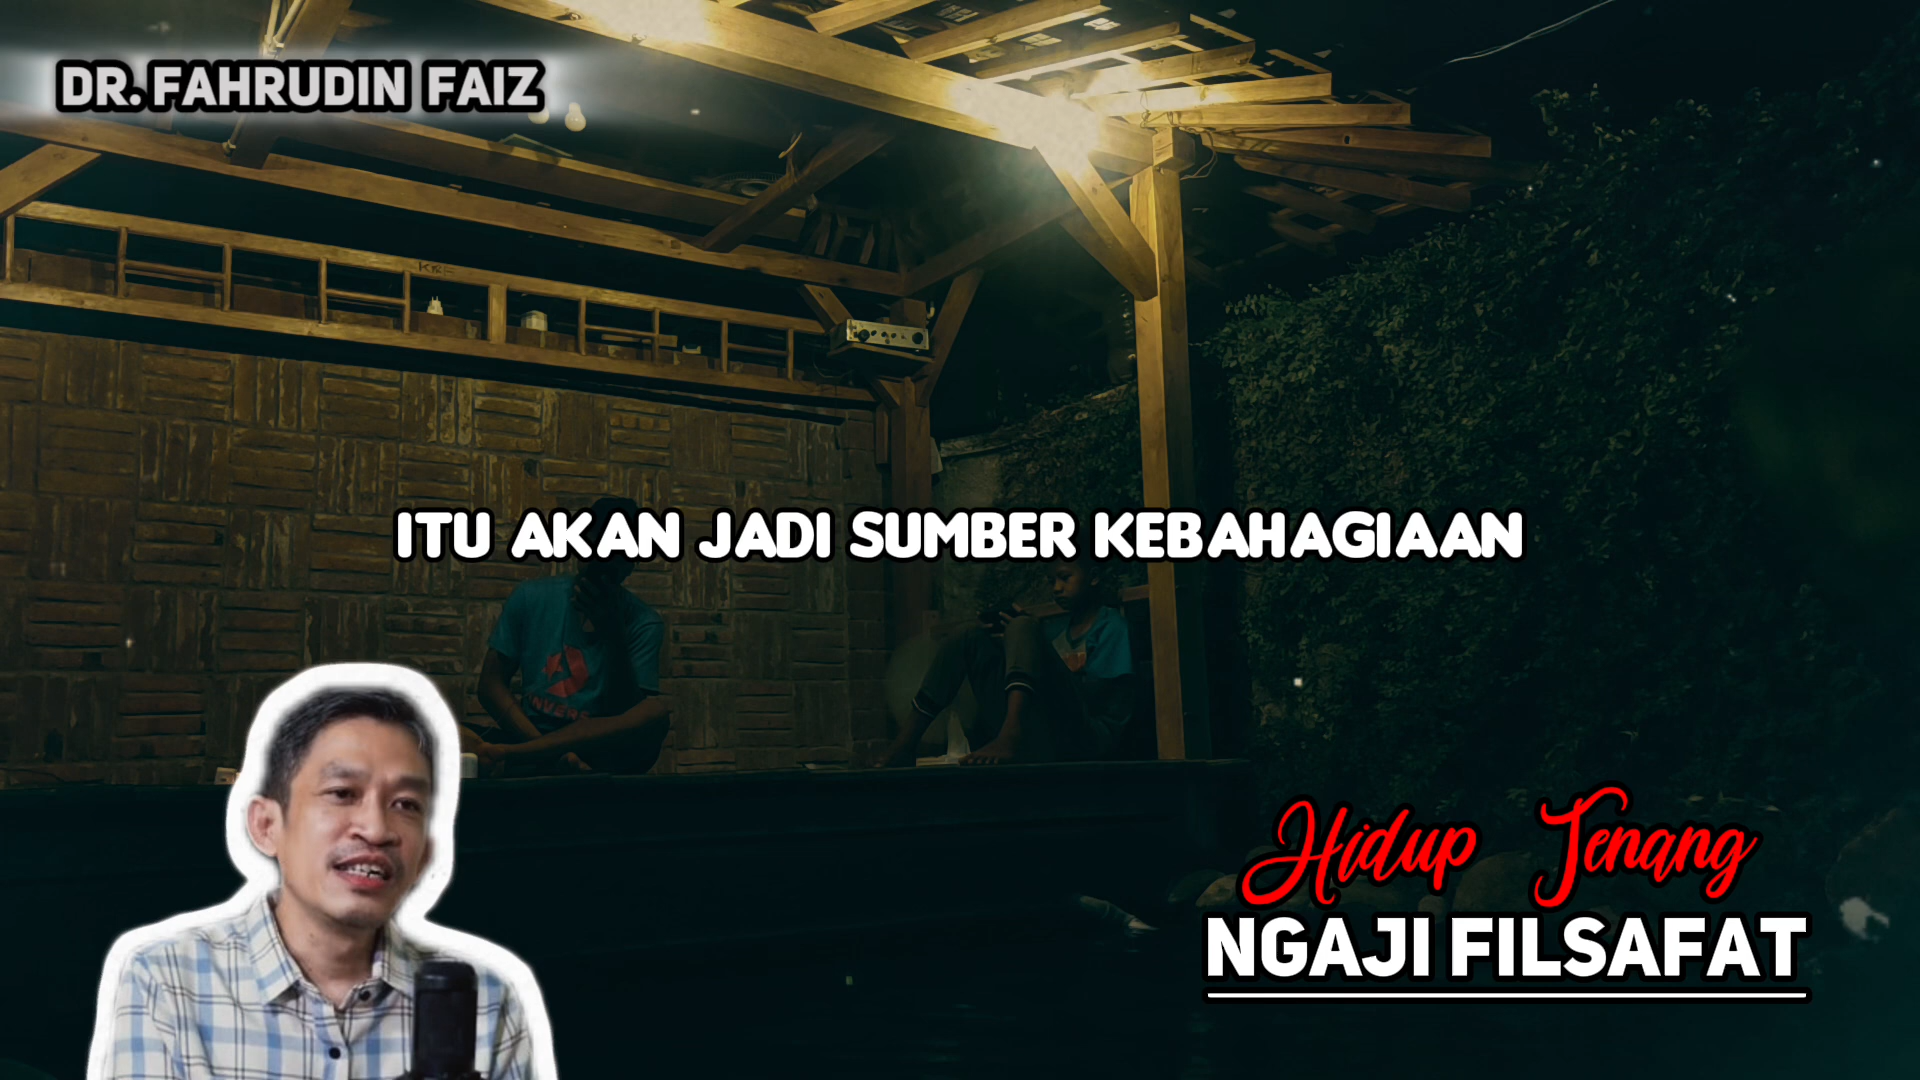 DR. FAHRUDIN FAIZ
ITU AKAN JADI SUMBER KEBAHAGIAAN
Hidup Tenang
NGAJI FILSAFAT